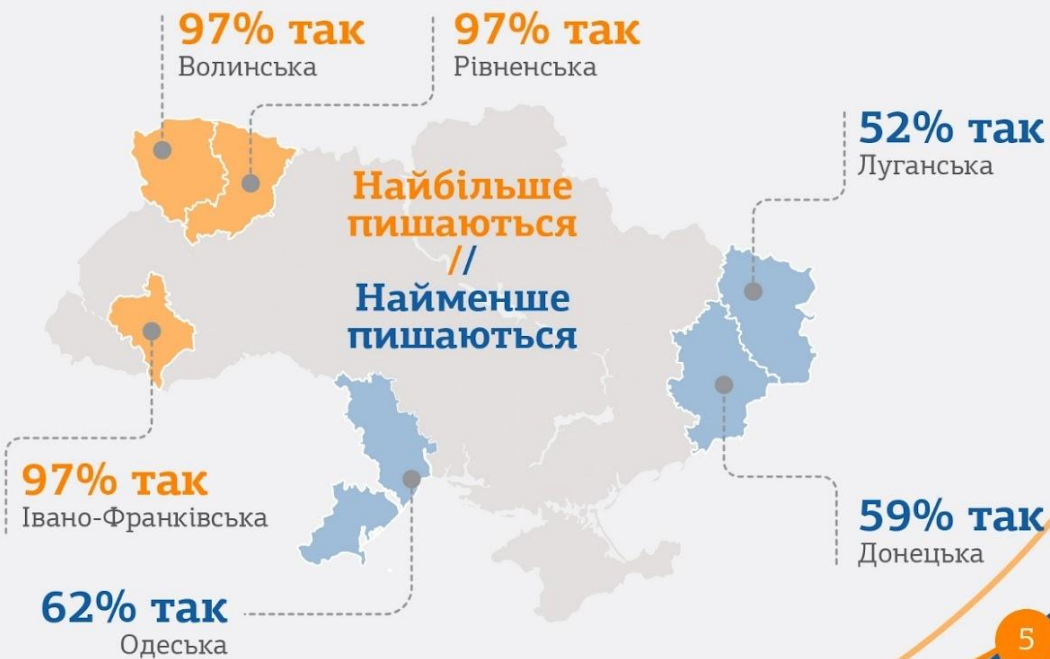 97% так
Волинська
97% так
Рівненська
52% так
Луганська
Найбільше
пишаються
//
Найменше
пишаються
97% так
Івано-Франківська
59% так
Донецька
62% так
Одеська
5